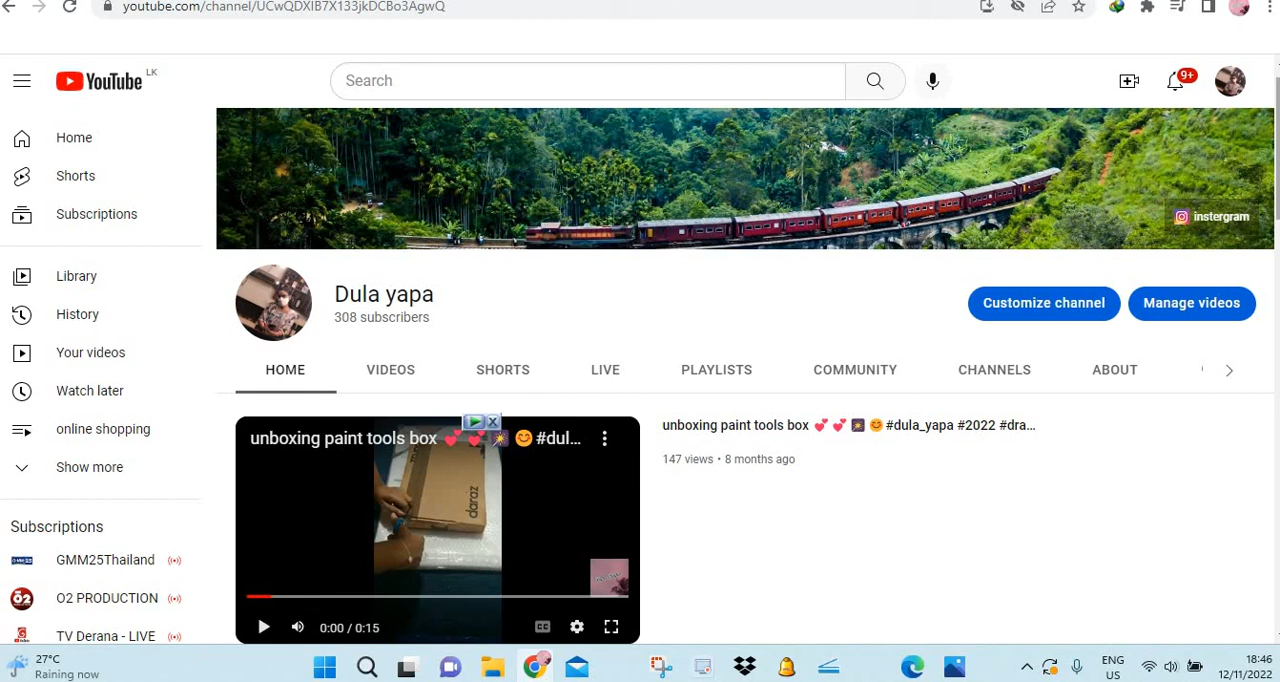 youtube.com/channel/UCwQDXIB7X133jkDCBo3AgwQ
YouTube LK
Search
9+
Home
Shorts
Subscriptions
Library
History
Your videos
Watch later
online shopping
Show more
Subscriptions
GMM25Thailand
O2 PRODUCTION
TV Derana - LIVE
instergram
Dula yapa
308 subscribers
Customize channel
Manage videos
HOME VIDEOS SHORTS LIVE PLAYLISTS COMMUNITY CHANNELS ABOUT
unboxing paint tools box 💕 💕 🎇 😊 #dul...
daraz
0:00 / 0:15
CC
unboxing paint tools box 💕 💕 🎇 😊 #dula_yapa #2022 #dra...
147 views • 8 months ago
27°C
Raining now
ENG
US
18:46
12/11/2022